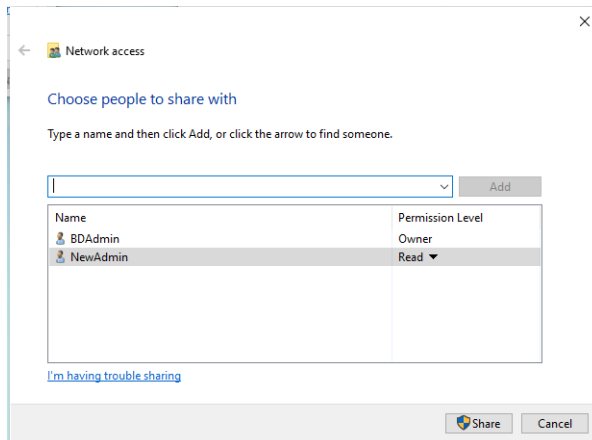 Network access
Choose people to share with
Type a name and then click Add, or click the arrow to find someone.
Add
Name Permission Level
BDAdmin Owner
NewAdmin Read
I'm having trouble sharing
Share Cancel